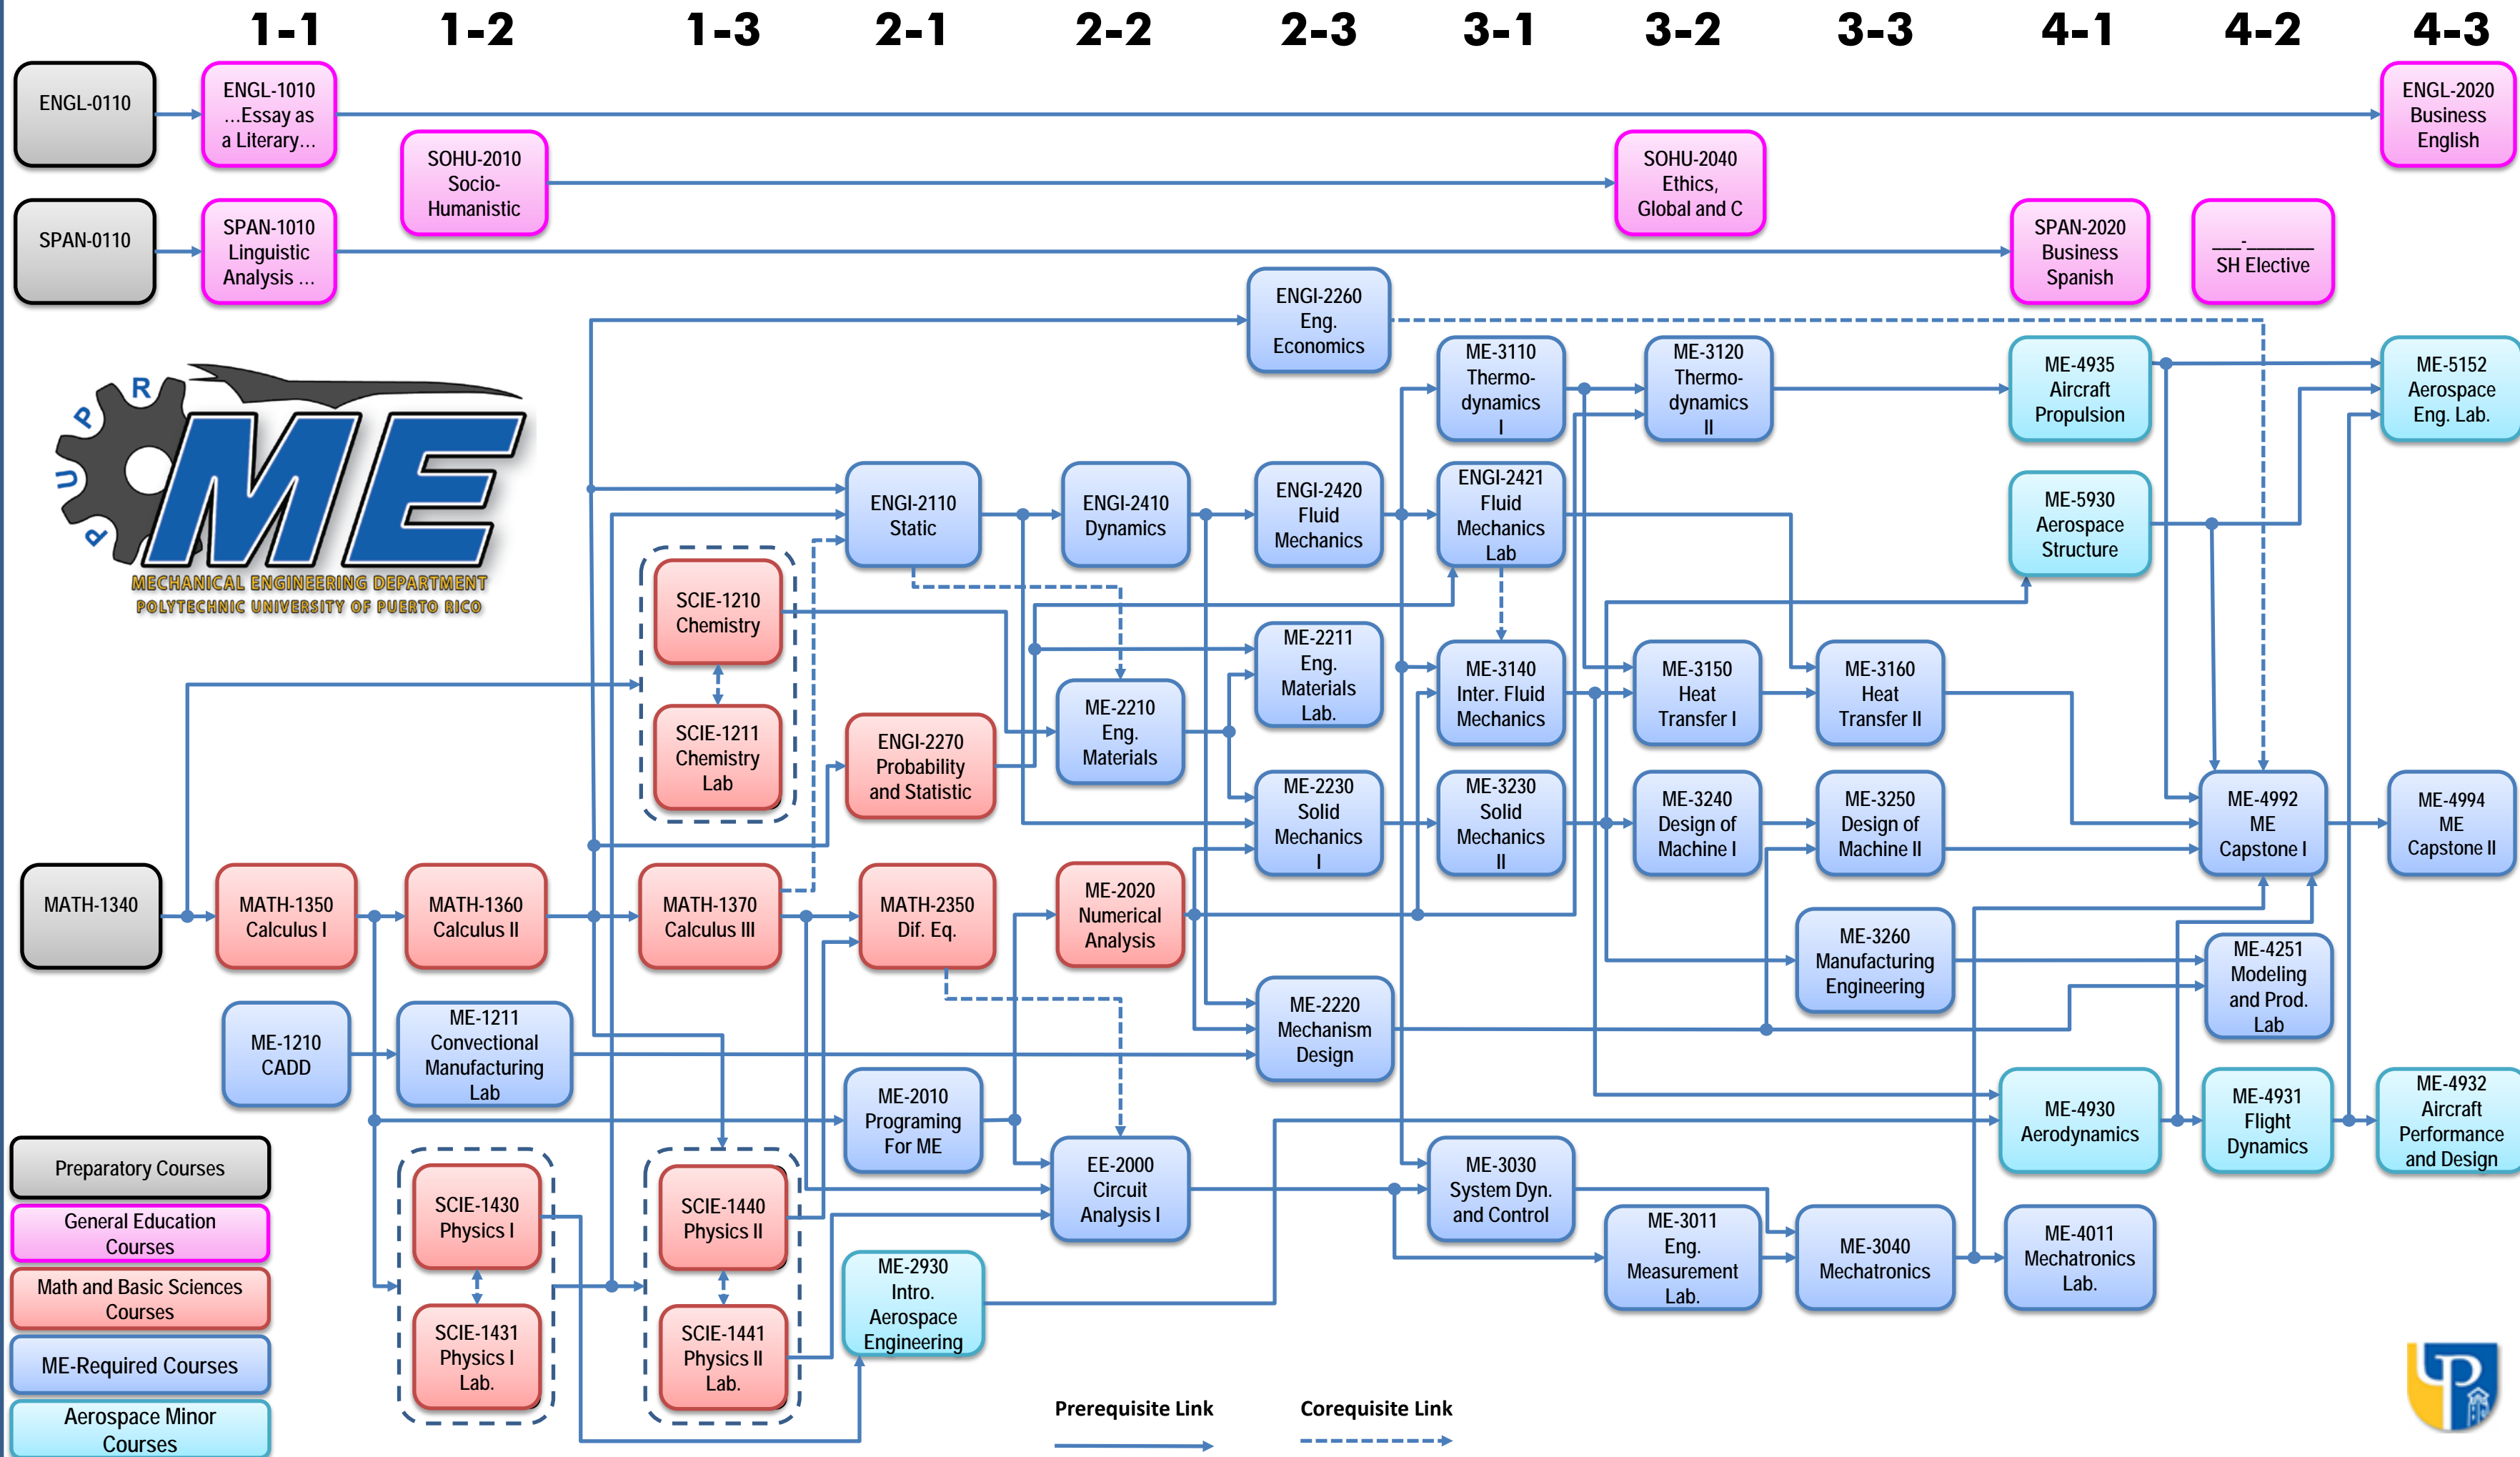 1-1
1-2
1-3
2-1
2-2
2-3
3-1
3-2
3-3
4-1
4-2
4-3
ENGL-0110
ENGL-1010
...Essay as
a Literary...
ENGL-2020
Business
English
SOHU-2010
Socio-
Humanistic
SOHU-2040
Ethics,
Global and C
SPAN-0110
SPAN-1010
Linguistic
Analysis ...
SPAN-2020
Business
Spanish
___-_______
SH Elective
ENGI-2260
Eng.
Economics
ME-3110
Thermo-
dynamics
I
ME-3120
Thermo-
dynamics
II
ME-4935
Aircraft
Propulsion
ME-5152
Aerospace
Eng. Lab.
P U P R
ME
MECHANICAL ENGINEERING DEPARTMENT
POLYTECHNIC UNIVERSITY OF PUERTO RICO
ENGI-2110
Static
ENGI-2410
Dynamics
ENGI-2420
Fluid
Mechanics
ENGI-2421
Fluid
Mechanics
Lab
ME-5930
Aerospace
Structure
SCIE-1210
Chemistry
SCIE-1211
Chemistry
Lab
ENGI-2270
Probability
and Statistic
ME-2210
Eng.
Materials
ME-2211
Eng.
Materials
Lab.
ME-3140
Inter. Fluid
Mechanics
ME-3150
Heat
Transfer I
ME-3160
Heat
Transfer II
ME-2230
Solid
Mechanics
I
ME-3230
Solid
Mechanics
II
ME-3240
Design of
Machine I
ME-3250
Design of
Machine II
ME-4992
ME
Capstone I
ME-4994
ME
Capstone II
MATH-1340
MATH-1350
Calculus I
MATH-1360
Calculus II
MATH-1370
Calculus III
MATH-2350
Dif. Eq.
ME-2020
Numerical
Analysis
ME-3260
Manufacturing
Engineering
ME-4251
Modeling
and Prod.
Lab
ME-1210
CADD
ME-1211
Convectional
Manufacturing
Lab
ME-2220
Mechanism
Design
ME-2010
Programing
For ME
ME-4930
Aerodynamics
ME-4931
Flight
Dynamics
ME-4932
Aircraft
Performance
and Design
Preparatory Courses
General Education
Courses
Math and Basic Sciences
Courses
ME-Required Courses
Aerospace Minor
Courses
SCIE-1430
Physics I
SCIE-1431
Physics I
Lab.
SCIE-1440
Physics II
SCIE-1441
Physics II
Lab.
EE-2000
Circuit
Analysis I
ME-3030
System Dyn.
and Control
ME-3011
Eng.
Measurement
Lab.
ME-3040
Mechatronics
ME-4011
Mechatronics
Lab.
ME-2930
Intro.
Aerospace
Engineering
Prerequisite Link
Corequisite Link
UP